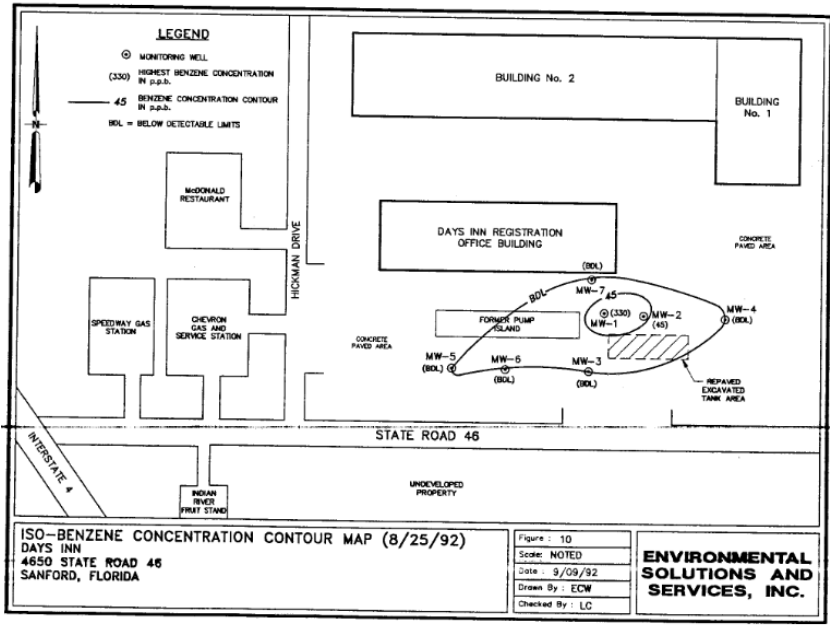 LEGEND
MONITORING WELL
(330) HIGHEST BENZENE CONCENTRATION
IN p.p.b.
45 BENZENE CONCENTRATION CONTOUR
IN p.p.b.
BDL = BELOW DETECTABLE LIMITS
N
BUILDING No. 2
BUILDING
No. 1
McDONALD
RESTAURANT
HICKMAN DRIVE
DAYS INN REGISTRATION
OFFICE BUILDING
CONCRETE
PAVED AREA
(BDL)
MW-7
BDL
45
(330)
MW-1
MW-2
(45)
MW-4
(BDL)
SPEEDWAY GAS
STATION
CHEVRON
GAS AND
SERVICE STATION
FORMER PUMP
ISLAND
CONCRETE
PAVED AREA
MW-5
(BDL)
MW-6
(BDL)
MW-3
(BDL)
REPAVED
EXCAVATED
TANK AREA
STATE ROAD 46
INTERSTATE 4
INDIAN
RIVER
FRUIT STAND
UNDEVELOPED
PROPERTY
ISO-BENZENE CONCENTRATION CONTOUR MAP (8/25/92)
DAYS INN
4650 STATE ROAD 46
SANFORD, FLORIDA
Figure : 10
Scale: NOTED
Date : 9/09/92
Drawn By : ECW
Checked By : LC
ENVIRONMENTAL
SOLUTIONS AND
SERVICES, INC.